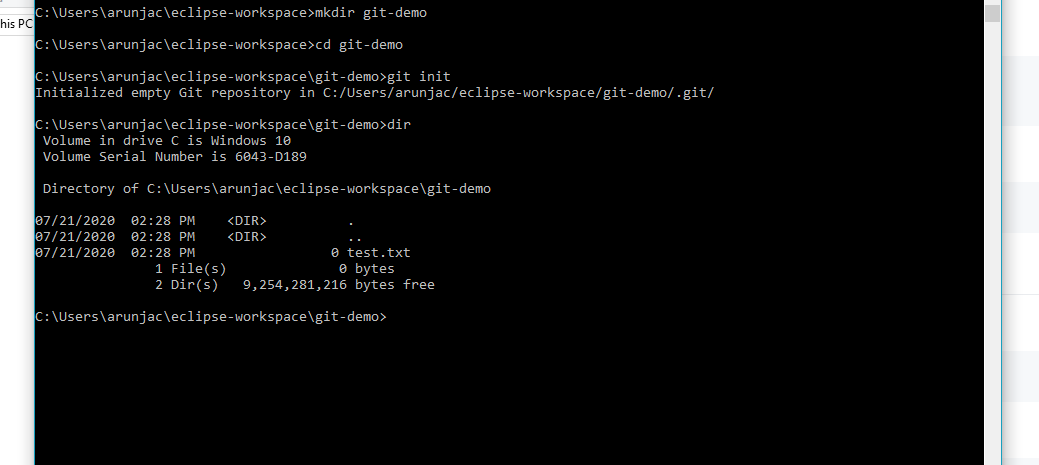 C:\Users\arunjac\eclipse-workspace>mkdir git-demo
his PC
C:\Users\arunjac\eclipse-workspace>cd git-demo
C:\Users\arunjac\eclipse-workspace\git-demo>git init
Initialized empty Git repository in C:/Users/arunjac/eclipse-workspace/git-demo/.git/
C:\Users\arunjac\eclipse-workspace\git-demo>dir
 Volume in drive C is Windows 10
 Volume Serial Number is 6043-D189
 Directory of C:\Users\arunjac\eclipse-workspace\git-demo
07/21/2020  02:28 PM    <DIR>          .
07/21/2020  02:28 PM    <DIR>          ..
07/21/2020  02:28 PM                 0 test.txt
               1 File(s)              0 bytes
               2 Dir(s)   9,254,281,216 bytes free
C:\Users\arunjac\eclipse-workspace\git-demo>